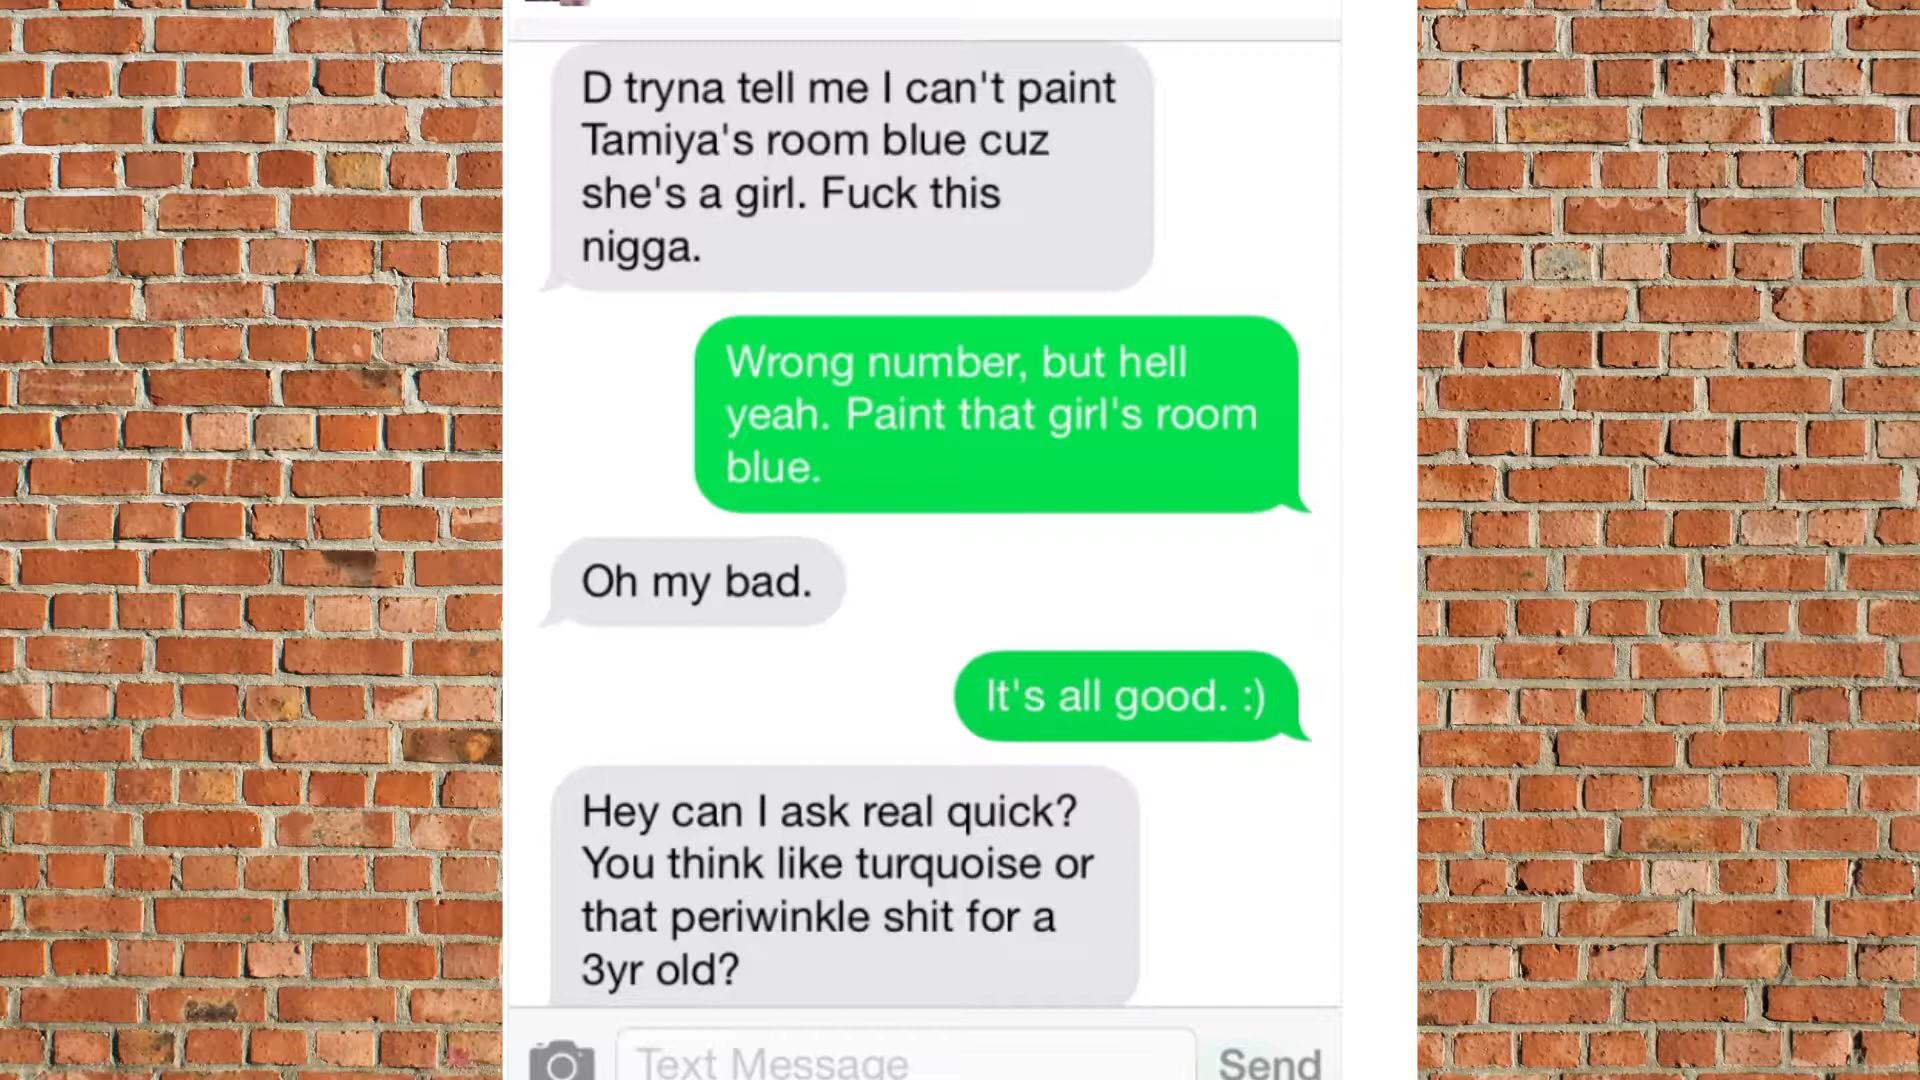 D tryna tell me I can't paint
Tamiya's room blue cuz
she's a girl. Fuck this
nigga.
Wrong number, but hell
yeah. Paint that girl's room
blue.
Oh my bad.
It's all good. :)
Hey can I ask real quick?
You think like turquoise or
that periwinkle shit for a
3yr old?
Text Message
Send